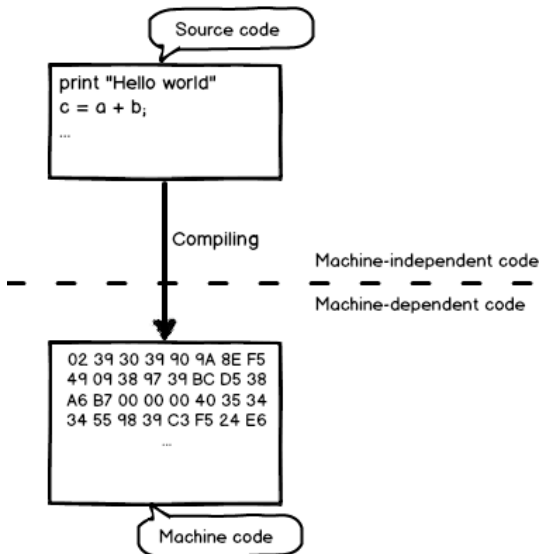 Source code
print "Hello world"
c = a + b;
...
Compiling
Machine-independent code
Machine-dependent code
02 39 30 39 90 9A 8E F5
49 09 38 97 39 BC D5 38
A6 B7 00 00 00 40 35 34
34 55 98 39 C3 F5 24 E6
...
Machine code